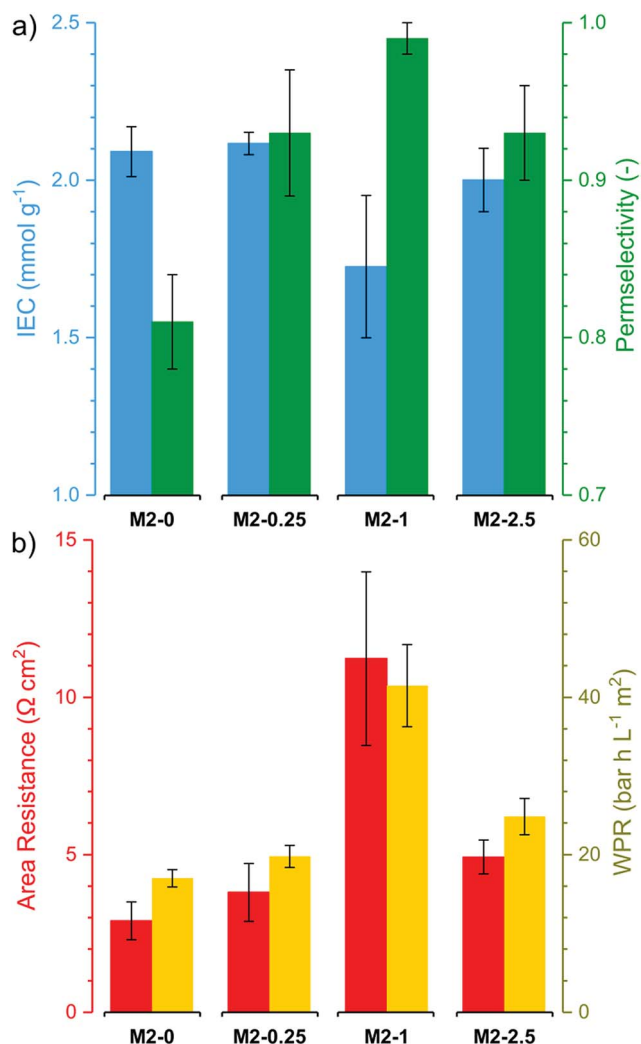 a)
2.5
2.0
1.5
1.0
IEC (mmol g⁻¹)
1.0
0.9
0.8
0.7
Permselectivity (-)
M2-0 M2-0.25 M2-1 M2-2.5
b)
15
10
5
0
Area Resistance (Ω cm²)
60
40
20
0
WPR (bar h L⁻¹ m²)
M2-0 M2-0.25 M2-1 M2-2.5